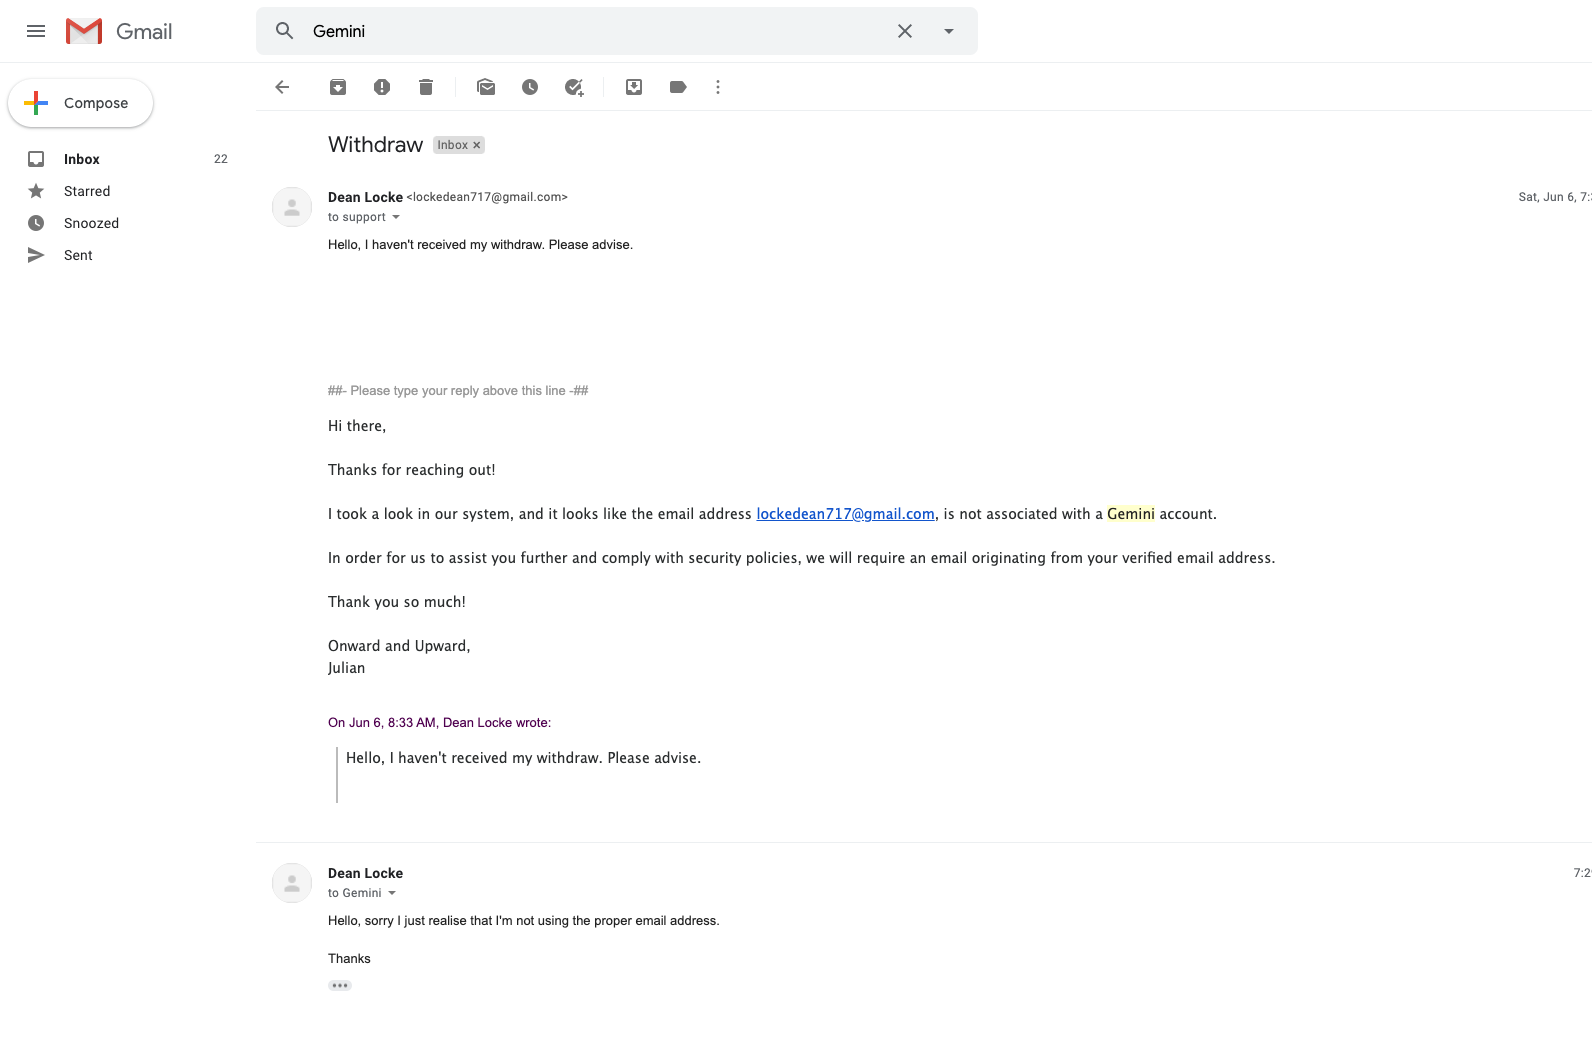 Gmail
Gemini
Compose
Inbox 22
Starred
Snoozed
Sent
Withdraw Inbox ×
Dean Locke <lockedean717@gmail.com> Sat, Jun 6,
to support
Hello, I haven't received my withdraw. Please advise.
##- Please type your reply above this line -##
Hi there,
Thanks for reaching out!
I took a look in our system, and it looks like the email address lockedean717@gmail.com, is not associated with a Gemini account.
In order for us to assist you further and comply with security policies, we will require an email originating from your verified email address.
Thank you so much!
Onward and Upward,
Julian
On Jun 6, 8:33 AM, Dean Locke wrote:
Hello, I haven't received my withdraw. Please advise.
Dean Locke
to Gemini
Hello, sorry I just realise that I'm not using the proper email address.
Thanks